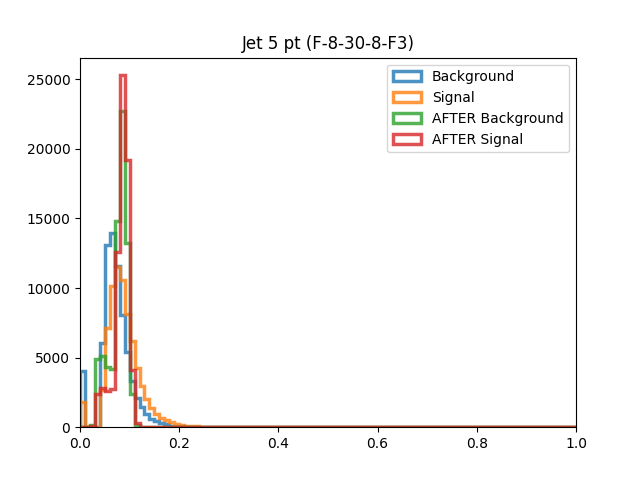 Jet 5 pt (F-8-30-8-F3)
25000
20000
15000
10000
5000
0
0.0 0.2 0.4 0.6 0.8 1.0
Background
Signal
AFTER Background
AFTER Signal